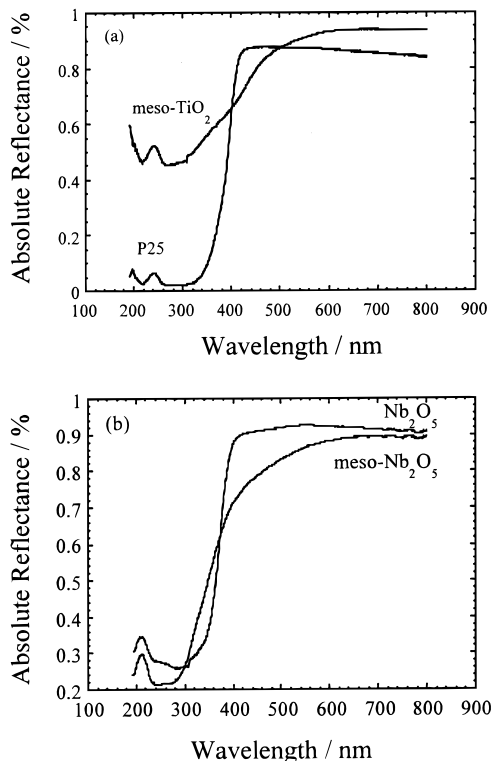 (a)
Absolute Reflectance / %
1
0.8
0.6
0.4
0.2
0
meso-TiO2
P25
100 200 300 400 500 600 700 800 900
Wavelength / nm
(b)
Absolute Reflectance / %
1
0.9
0.8
0.7
0.6
0.5
0.4
0.3
0.2
Nb2O5
meso-Nb2O5
100 200 300 400 500 600 700 800 900
Wavelength / nm